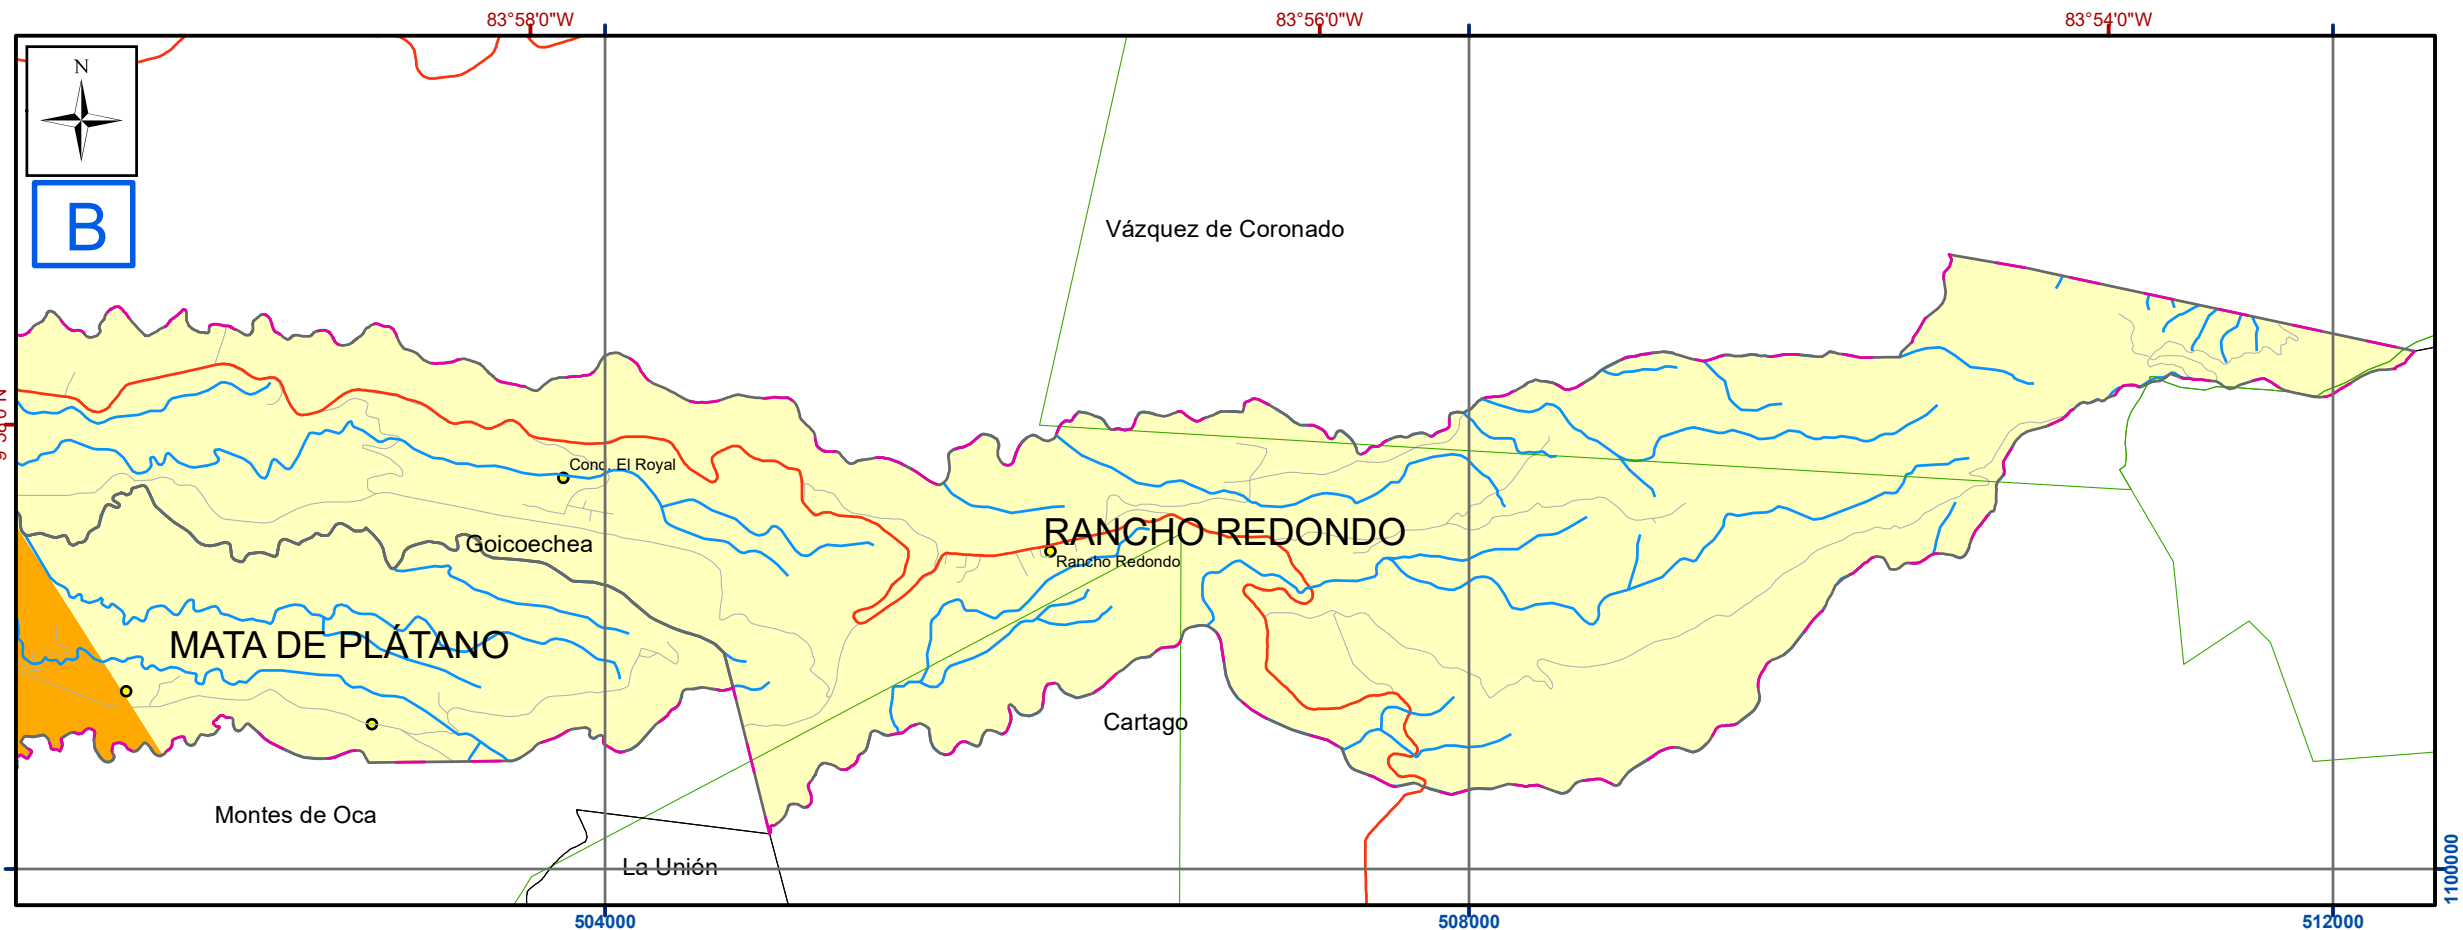 83°58'0"W
83°56'0"W
83°54'0"W
N
B
Vázquez de Coronado
Cond. El Royal
RANCHO REDONDO
Goicoechea
Rancho Redondo
MATA DE PLÁTANO
Cartago
Montes de Oca
La Unión
1100000
504000
508000
512000